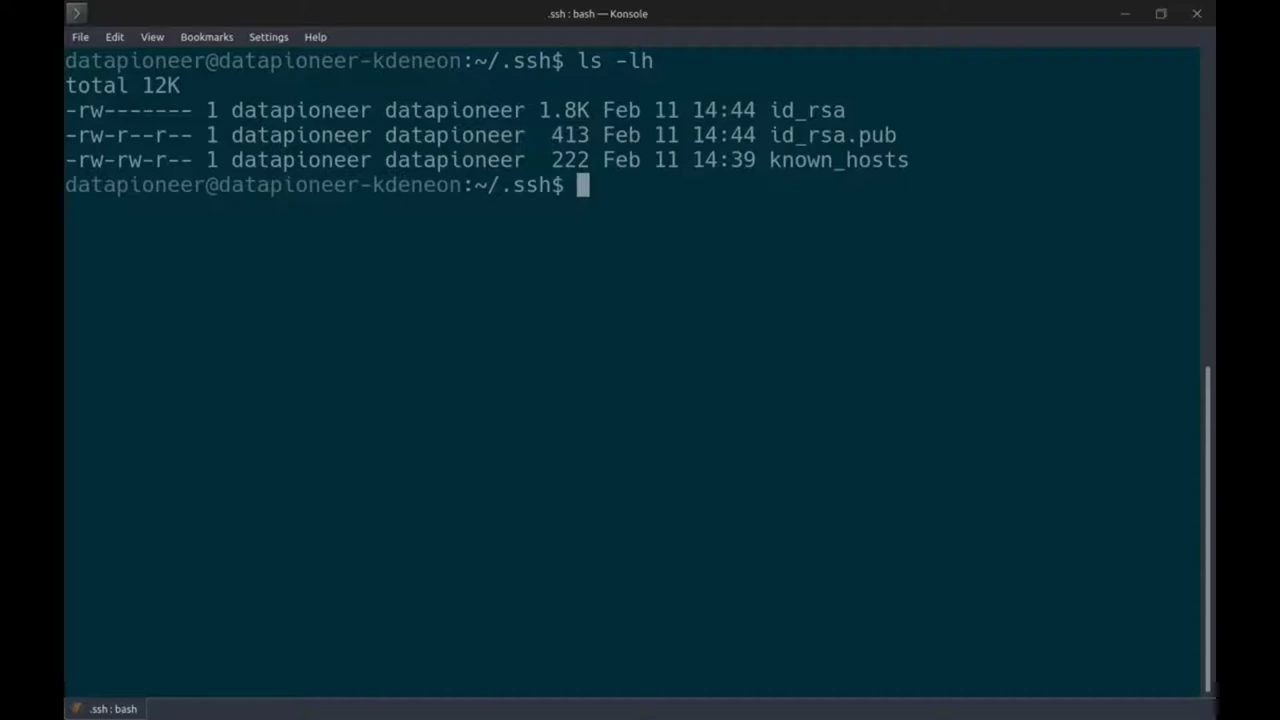 .ssh : bash — Konsole
File Edit View Bookmarks Settings Help
datapioneer@datapioneer-kdeneon:~/.ssh$ ls -lh
total 12K
-rw------- 1 datapioneer datapioneer 1.8K Feb 11 14:44 id_rsa
-rw-r--r-- 1 datapioneer datapioneer  413 Feb 11 14:44 id_rsa.pub
-rw-rw-r-- 1 datapioneer datapioneer  222 Feb 11 14:39 known_hosts
datapioneer@datapioneer-kdeneon:~/.ssh$
.ssh : bash